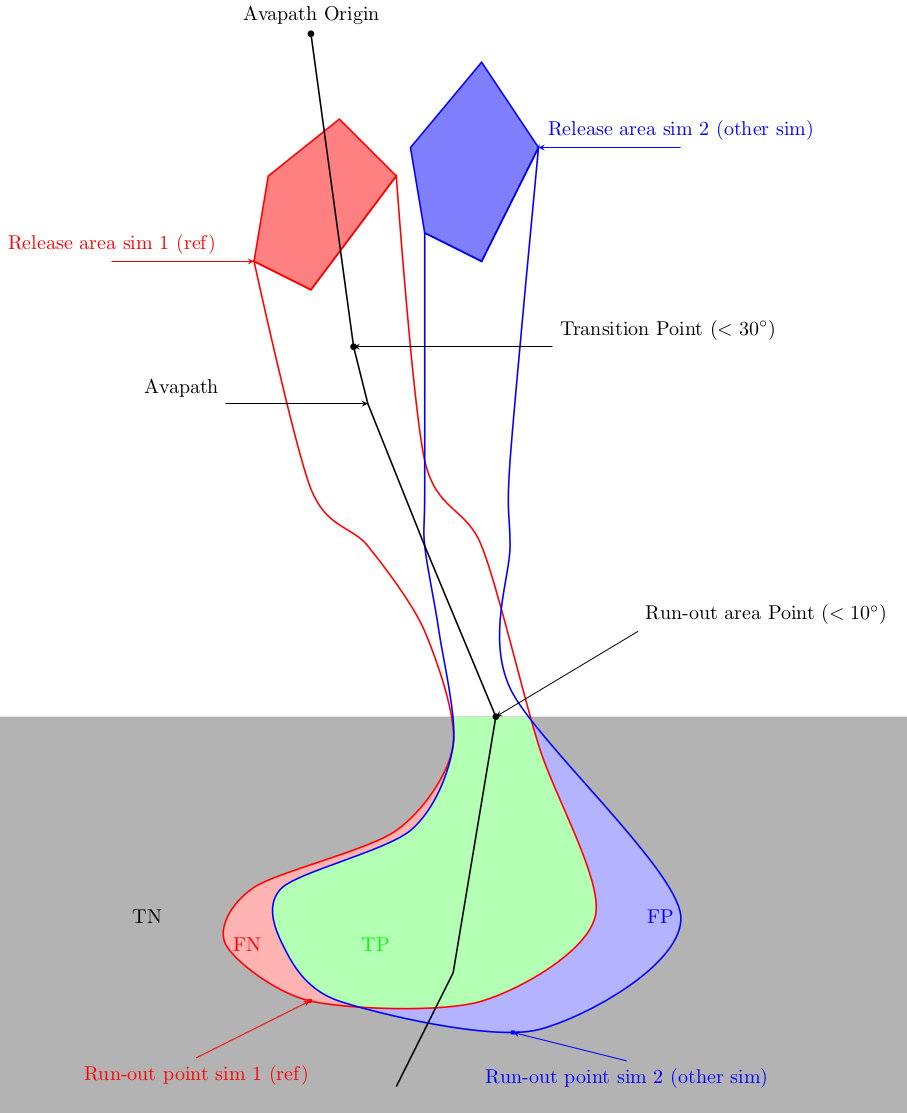 Avapath Origin
Release area sim 2 (other sim)
Release area sim 1 (ref)
Transition Point (< 30°)
Avapath
Run-out area Point (< 10°)
TN
FP
FN
TP
Run-out point sim 1 (ref)
Run-out point sim 2 (other sim)